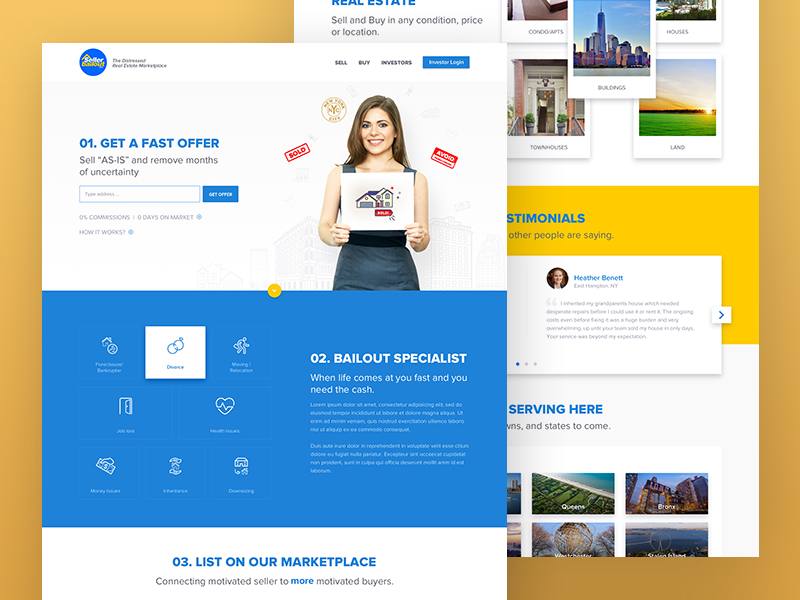 Seller
Bailout
The Distressed
Real Estate Marketplace
SELL
BUY
INVESTORS
Investor Login
01. GET A FAST OFFER
Sell “AS-IS” and remove months
of uncertainty
Type address ...
GET OFFER
0% COMMISSIONS | 0 DAYS ON MARKET
HOW IT WORKS?
NEW YORK
NYC
CITY
SOLD
AVOID
SOLD!
Foreclosure/
Bankruptcy
Divorce
Moving /
Relocation
Job loss
Health Issues
Money Issues
Inheritance
Downsizing
02. BAILOUT SPECIALIST
When life comes at you fast and you
need the cash.
Lorem ipsum dolor sit amet, consectetur adipiscing elit, sed do
eiusmod tempor incididunt ut labore et dolore magna aliqua. Ut
enim ad minim veniam, quis nostrud exercitation ullamco laboris
nisi ut aliquip ex ea commodo consequat.
Duis aute irure dolor in reprehenderit in voluptate velit esse cillum
dolore eu fugiat nulla pariatur. Excepteur sint occaecat cupidatat
non proident, sunt in culpa qui officia deserunt mollit anim id est
laborum.
03. LIST ON OUR MARKETPLACE
Connecting motivated seller to more motivated buyers.
REAL ESTATE
Sell and Buy in any condition, price
or location.
CONDO/APTS
BUILDINGS
HOUSES
TOWNHOUSES
LAND
STIMONIALS
other people are saying.
Heather Benett
East Hampton, NY
I inherited my grandparents house which needed
desperate repairs before I could use it or rent it. The ongoing
costs even before fixing it was a huge burden and very
overwhelming, up until your team sold my house in only days.
Your service was beyond my expectation.
SERVING HERE
wns, and states to come.
Queens
Bronx
Westchester
Staten Island